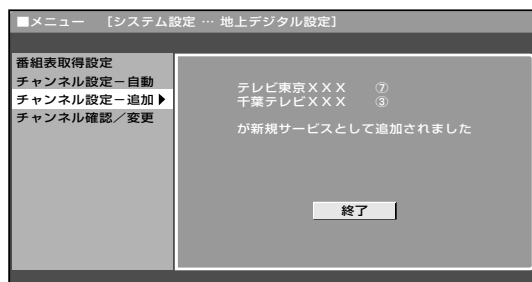 ■メニュー [システム設定 … 地上デジタル設定]
番組表取得設定
チャンネル設定－自動
チャンネル設定－追加▶
チャンネル確認／変更
テレビ東京ＸＸＸ ⑦
千葉テレビＸＸＸ ③
が新規サービスとして追加されました
終了